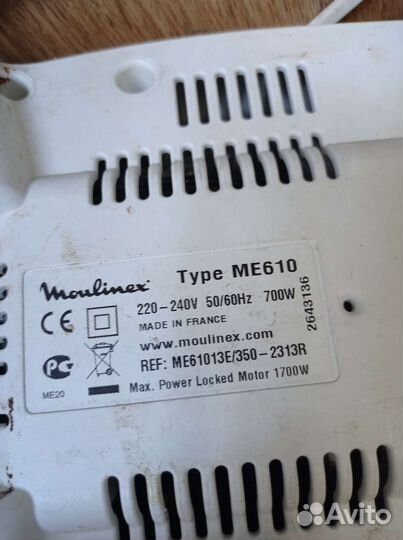 moulinex Type ME610
220-240V 50/60Hz 700W
MADE IN FRANCE
www.moulinex.com
REF: ME61013E/350-2313R
Max. Power Locked Motor 1700W
CE
PC
ME20
2643136
Avito